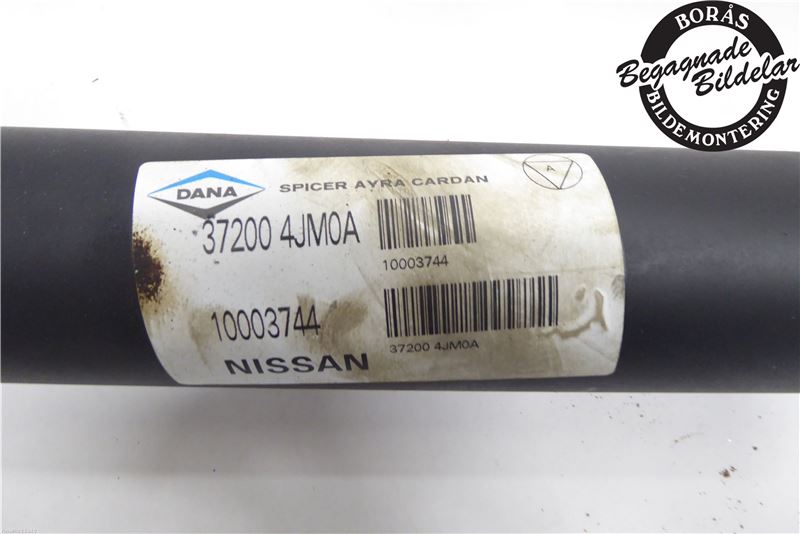 BORÅS
Begagnade
Bildelar
BILDEMONTERING
DANA
SPICER AYRA CARDAN
A
37200 4JM0A
10003744
10003744
37200 4JM0A
NISSAN